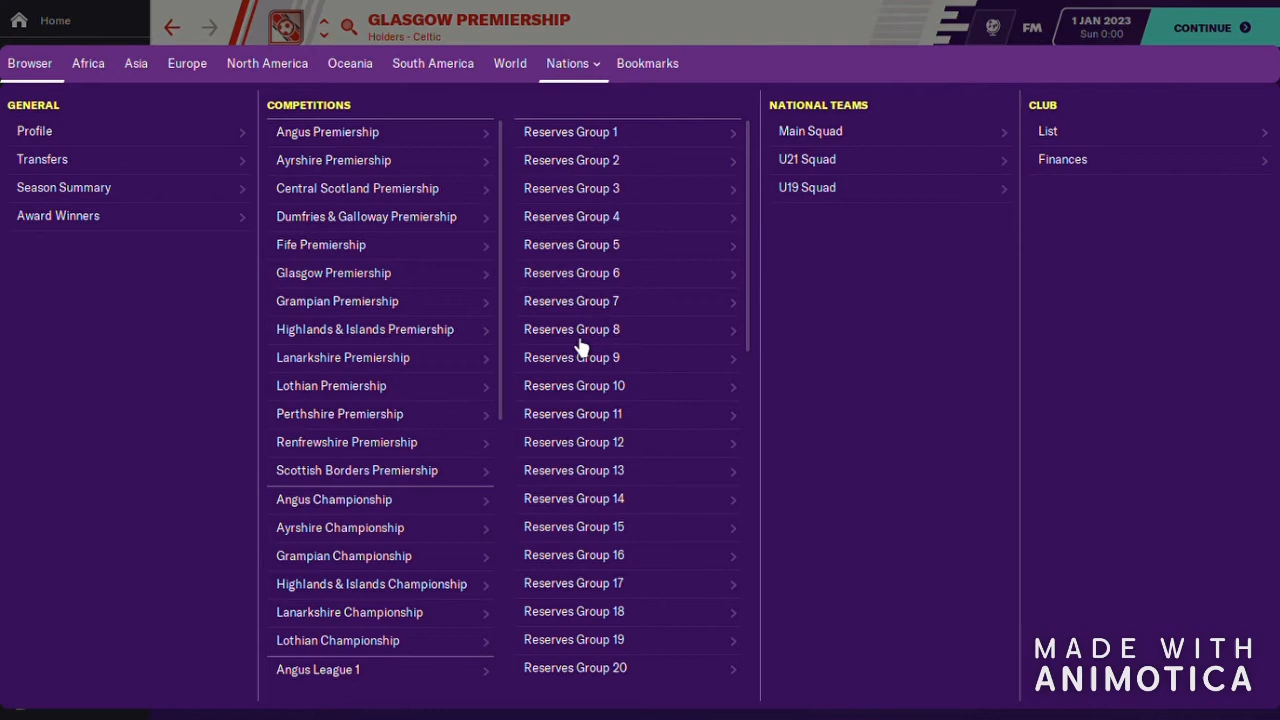 Home
GLASGOW PREMIERSHIP
Holders - Celtic
FM
1 JAN 2023
Sun 0:00
CONTINUE
Browser
Africa
Asia
Europe
North America
Oceania
South America
World
Nations
Bookmarks
GENERAL
Profile
Transfers
Season Summary
Award Winners
COMPETITIONS
Angus Premiership
Ayrshire Premiership
Central Scotland Premiership
Dumfries & Galloway Premiership
Fife Premiership
Glasgow Premiership
Grampian Premiership
Highlands & Islands Premiership
Lanarkshire Premiership
Lothian Premiership
Perthshire Premiership
Renfrewshire Premiership
Scottish Borders Premiership
Angus Championship
Ayrshire Championship
Grampian Championship
Highlands & Islands Championship
Lanarkshire Championship
Lothian Championship
Angus League 1
Reserves Group 1
Reserves Group 2
Reserves Group 3
Reserves Group 4
Reserves Group 5
Reserves Group 6
Reserves Group 7
Reserves Group 8
Reserves Group 9
Reserves Group 10
Reserves Group 11
Reserves Group 12
Reserves Group 13
Reserves Group 14
Reserves Group 15
Reserves Group 16
Reserves Group 17
Reserves Group 18
Reserves Group 19
Reserves Group 20
NATIONAL TEAMS
Main Squad
U21 Squad
U19 Squad
CLUB
List
Finances
MADE WITH
ANIMOTICA